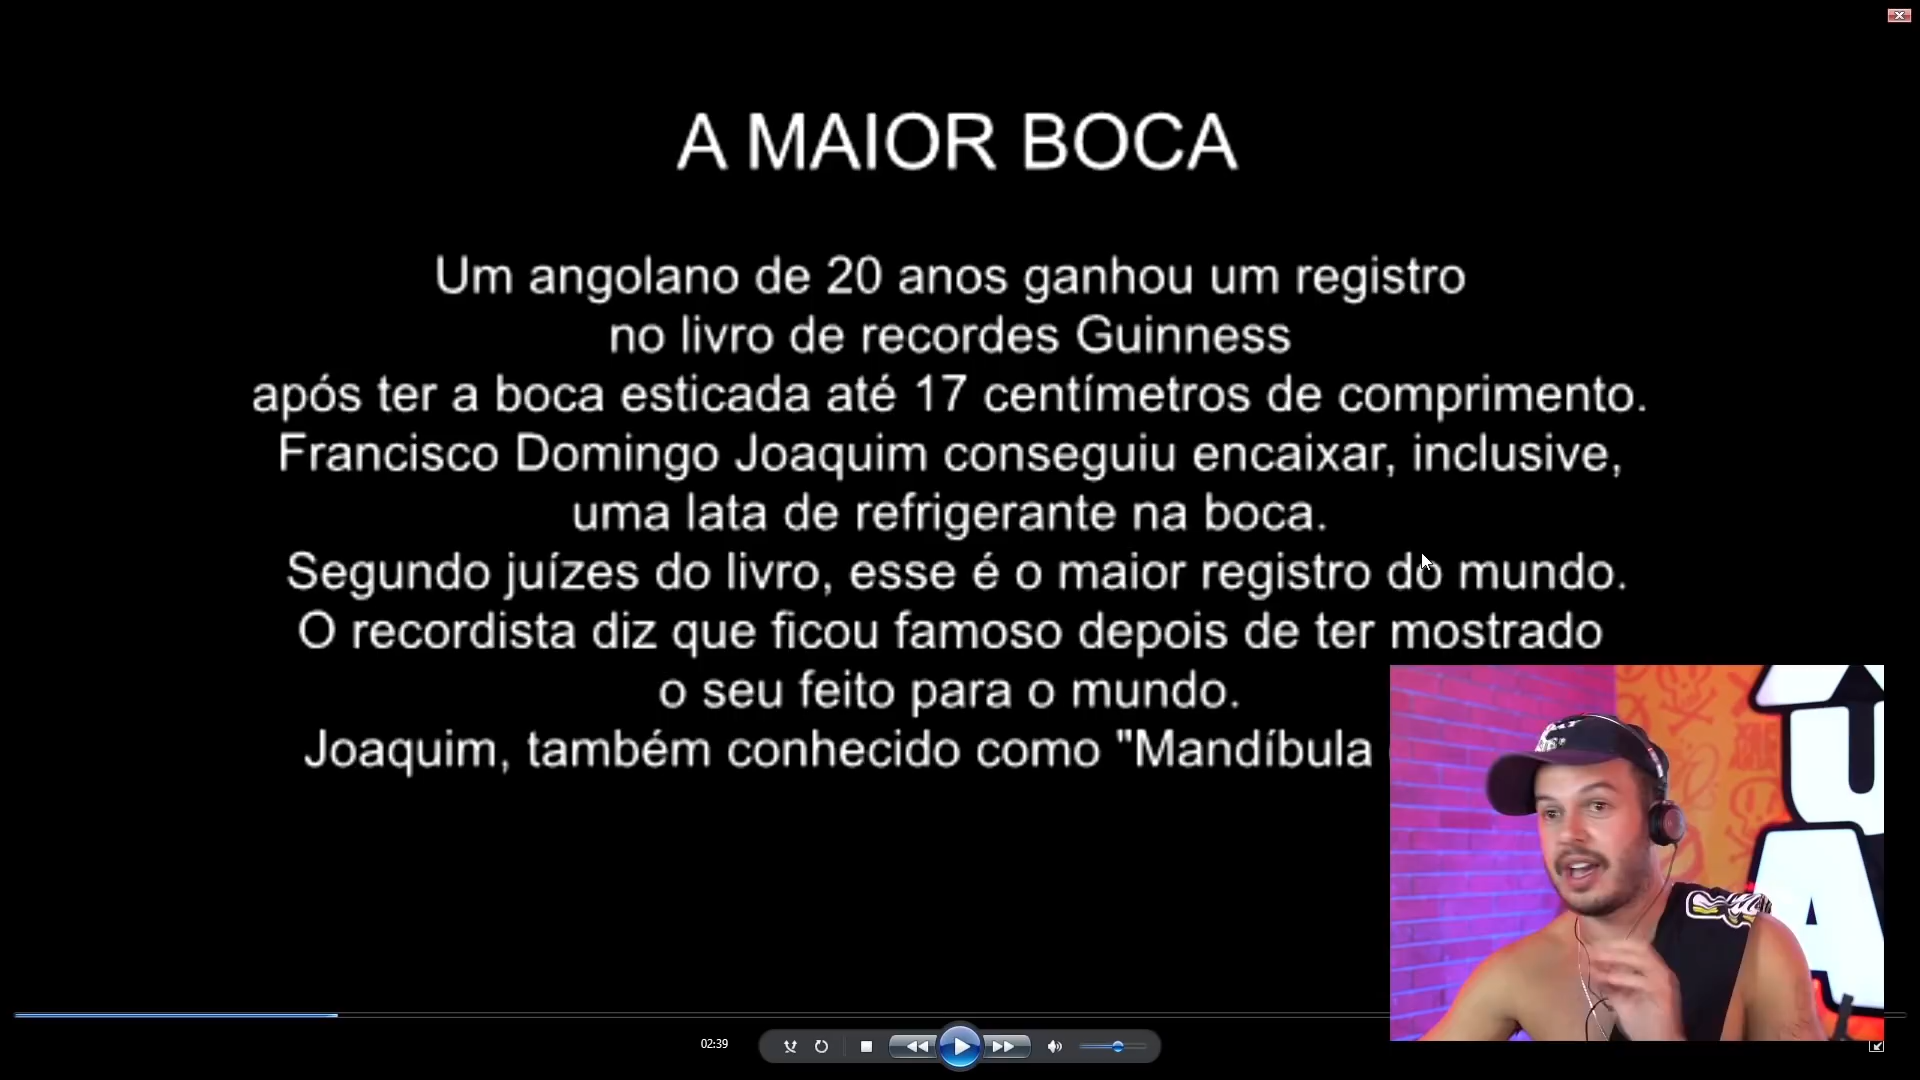 A MAIOR BOCA
Um angolano de 20 anos ganhou um registro
no livro de recordes Guinness
após ter a boca esticada até 17 centímetros de comprimento.
Francisco Domingo Joaquim conseguiu encaixar, inclusive,
uma lata de refrigerante na boca.
Segundo juízes do livro, esse é o maior registro do mundo.
O recordista diz que ficou famoso depois de ter mostrado
o seu feito para o mundo.
Joaquim, também conhecido como "Mandíbula
02:39